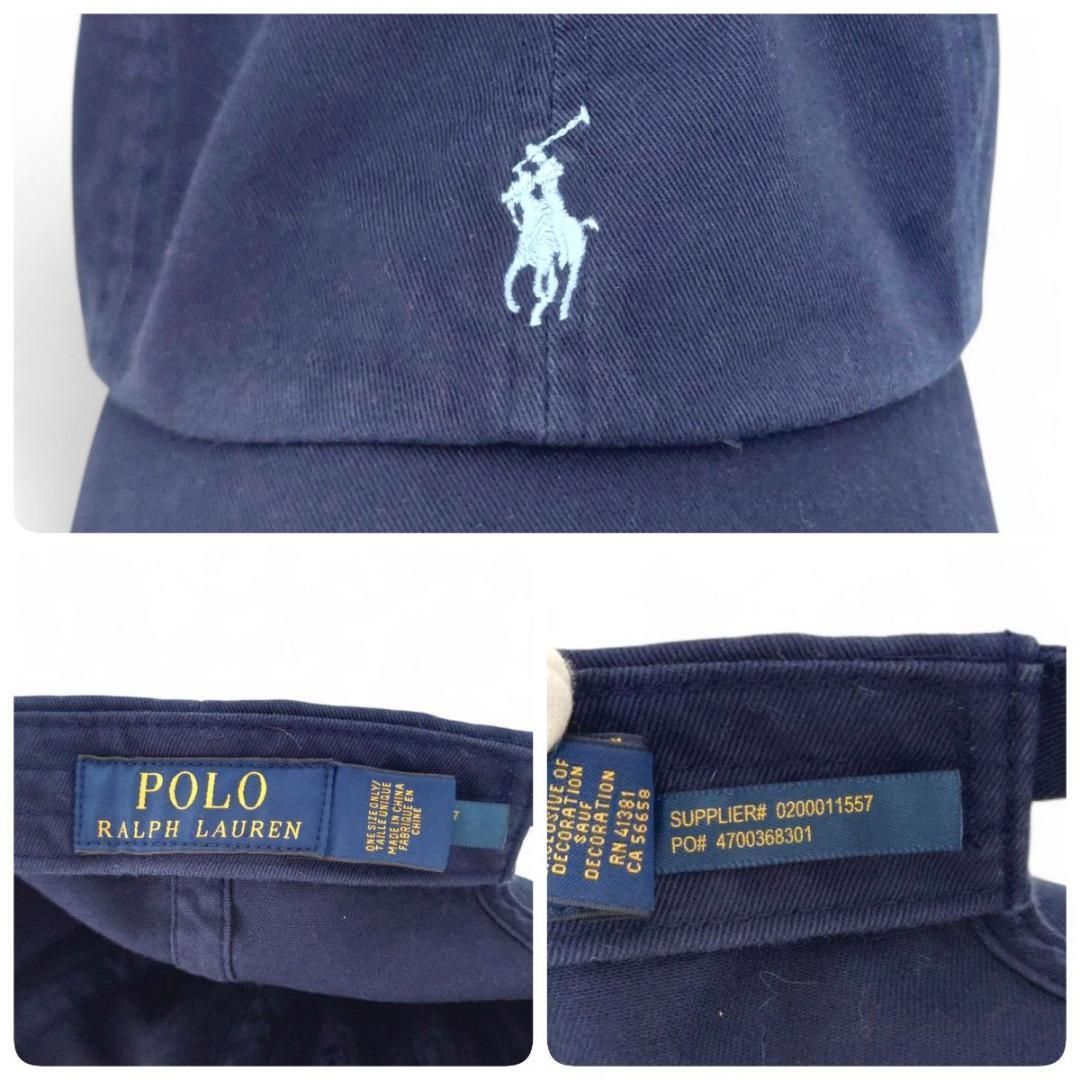 POLO
RALPH LAUREN
ONE SIZE ONLY/
TAILLE UNIQUE
MADE IN CHINA
FABRIQUE EN
CHINE
7
OF
DECORATION
SAUF
DECORATION
RN 41381
CA 56658
SUPPLIER# 0200011557
PO# 4700368301